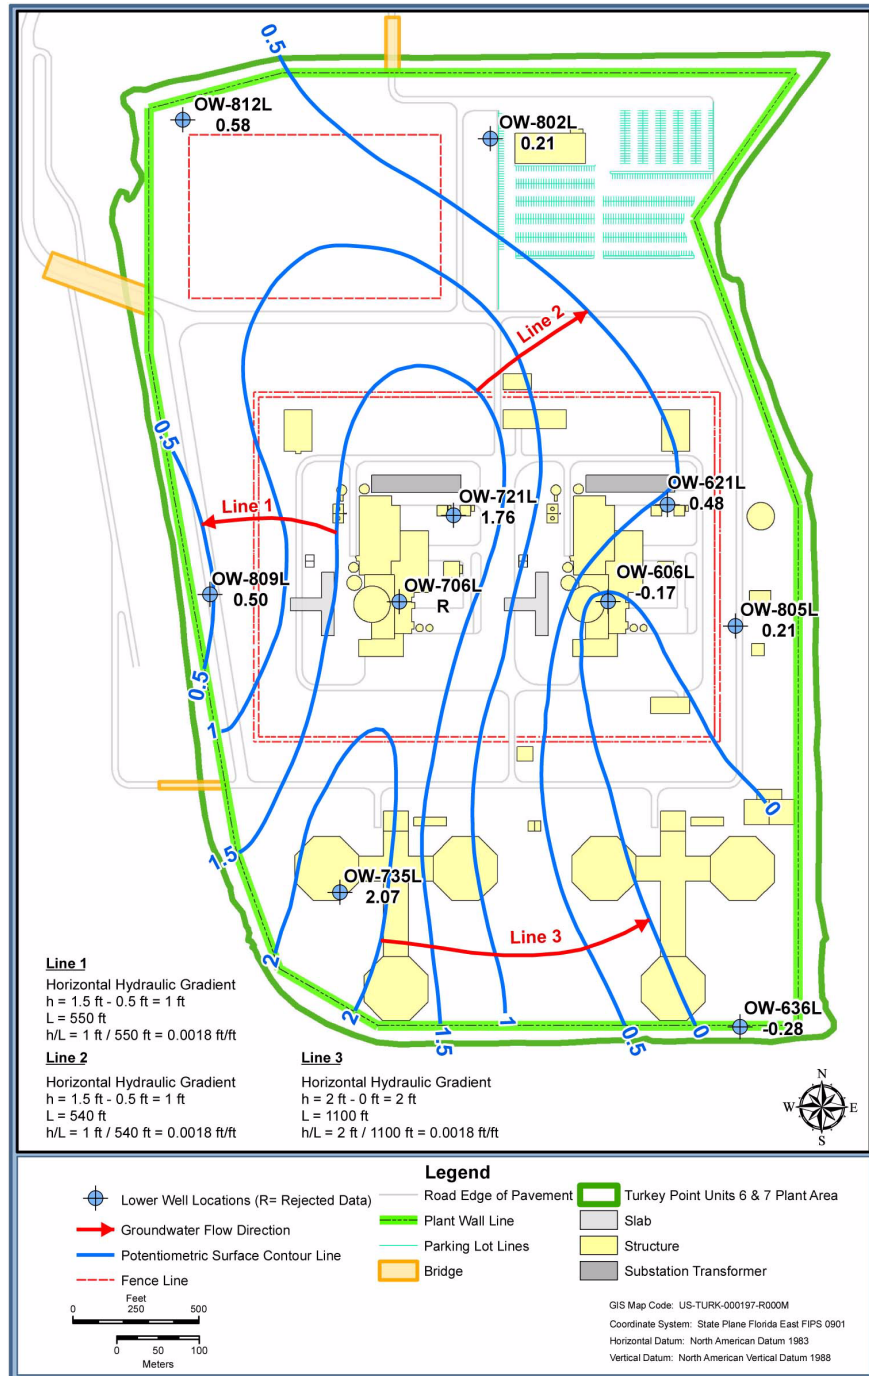 0.5
OW-812L
0.58
OW-802L
0.21
Line 2
0.5
Line 1
OW-721L
1.76
OW-621L
0.48
OW-809L
0.50
OW-706L
R
OW-606L
-0.17
OW-805L
0.21
0.5
1
0
1.5
OW-735L
2.07
Line 3
2
2
1.5
1
0.5
0
OW-636L
-0.28
Line 1
Horizontal Hydraulic Gradient
h = 1.5 ft - 0.5 ft = 1 ft
L = 550 ft
h/L = 1 ft / 550 ft = 0.0018 ft/ft
Line 2
Horizontal Hydraulic Gradient
h = 1.5 ft - 0.5 ft = 1 ft
L = 540 ft
h/L = 1 ft / 540 ft = 0.0018 ft/ft
Line 3
Horizontal Hydraulic Gradient
h = 2 ft - 0 ft = 2 ft
L = 1100 ft
h/L = 2 ft / 1100 ft = 0.0018 ft/ft
N
W E
S
Legend
Lower Well Locations (R= Rejected Data)
Groundwater Flow Direction
Potentiometric Surface Contour Line
Fence Line
Road Edge of Pavement
Plant Wall Line
Parking Lot Lines
Bridge
Turkey Point Units 6 & 7 Plant Area
Slab
Structure
Substation Transformer
Feet
0 250 500
0 50 100
Meters
GIS Map Code: US-TURK-000197-R000M
Coordinate System: State Plane Florida East FIPS 0901
Horizontal Datum: North American Datum 1983
Vertical Datum: North American Vertical Datum 1988